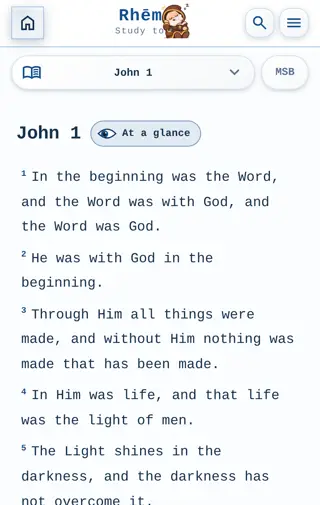 Rhēm
Study to
John 1
MSB
John 1
At a glance
1 In the beginning was the Word,
and the Word was with God, and
the Word was God.
2 He was with God in the
beginning.
3 Through Him all things were
made, and without Him nothing was
made that has been made.
4 In Him was life, and that life
was the light of men.
5 The Light shines in the
darkness, and the darkness has
not overcome it.